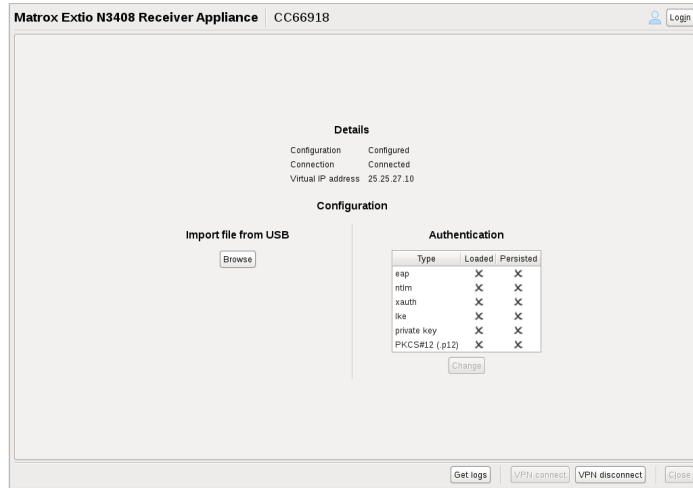 Matrox Extio N3408 Receiver Appliance CC66918 Login
Details
Configuration Configured
Connection Connected
Virtual IP address 25.25.27.10
Configuration
Import file from USB
Browse
Authentication
Type Loaded Persisted
eap
ntlm
xauth
Ike
private key
PKCS#12 (.p12)
Change
Get logs VPN connect VPN disconnect Close